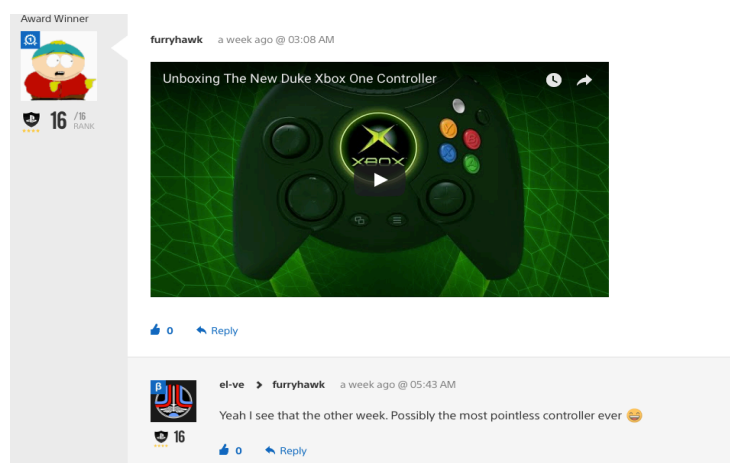 Award Winner
furryhawk a week ago @ 03:08 AM
Unboxing The New Duke Xbox One Controller
Y
B
X
A
XBOX
16 /16
RANK
0 Reply
β
el-ve > furryhawk a week ago @ 05:43 AM
Yeah I see that the other week. Possibly the most pointless controller ever 😄
16
0 Reply